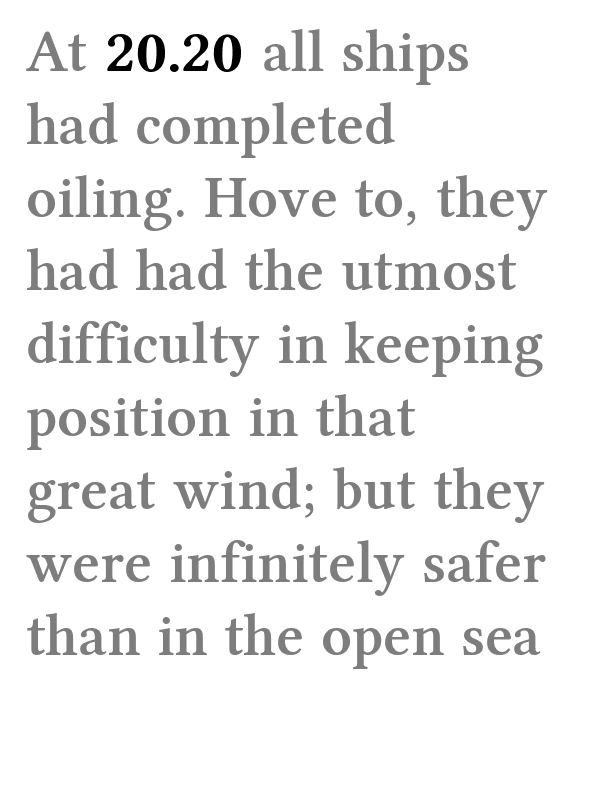 At 20.20 all ships
had completed
oiling. Hove to, they
had had the utmost
difficulty in keeping
position in that
great wind; but they
were infinitely safer
than in the open sea